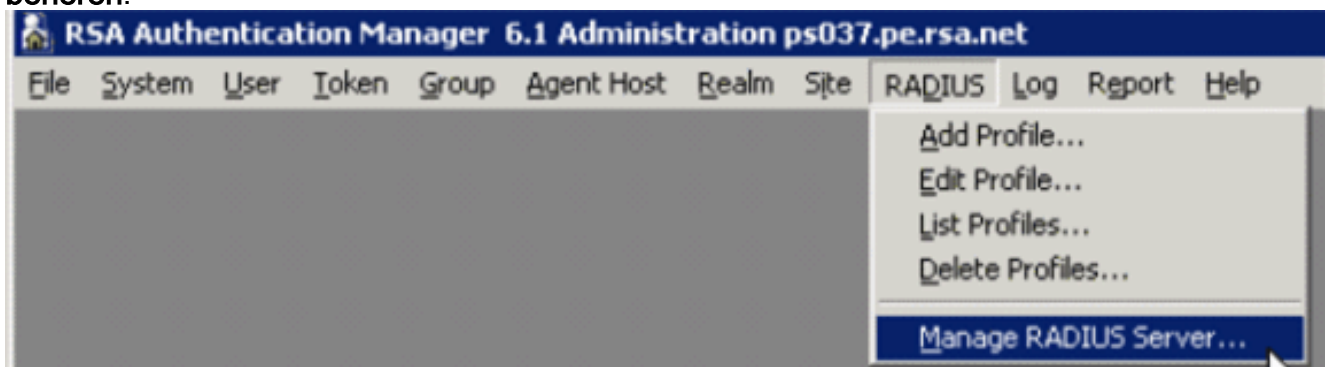 beheren.
RSA Authentication Manager 6.1 Administration ps037.pe.rsa.net
File System User Token Group Agent Host Realm Site RADIUS Log Report Help
Add Profile...
Edit Profile...
List Profiles...
Delete Profiles...
Manage RADIUS Server...